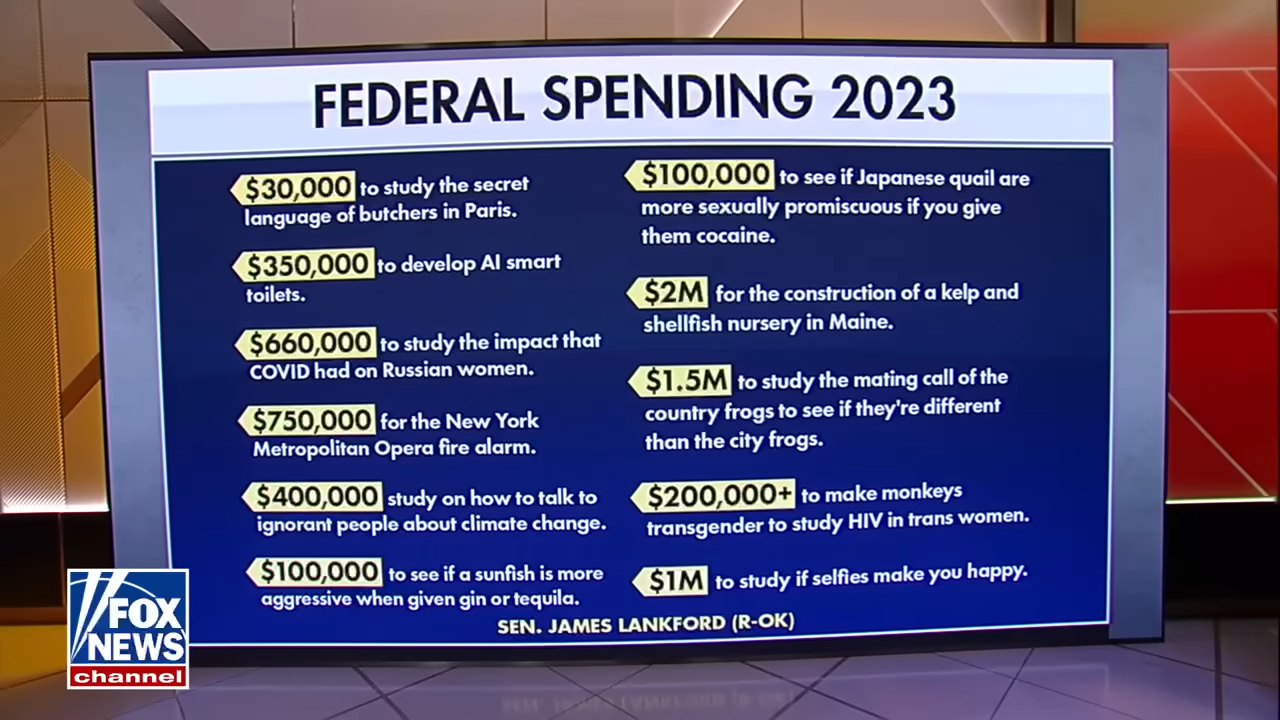 FEDERAL SPENDING 2023
$30,000 to study the secret
language of butchers in Paris.
$350,000 to develop AI smart
toilets.
$660,000 to study the impact that
COVID had on Russian women.
$750,000 for the New York
Metropolitan Opera fire alarm.
$400,000 study on how to talk to
ignorant people about climate change.
$100,000 to see if a sunfish is more
aggressive when given gin or tequila.
$100,000 to see if Japanese quail are
more sexually promiscuous if you give
them cocaine.
$2M for the construction of a kelp and
shellfish nursery in Maine.
$1.5M to study the mating call of the
country frogs to see if they're different
than the city frogs.
$200,000+ to make monkeys
transgender to study HIV in trans women.
$1M to study if selfies make you happy.
SEN. JAMES LANKFORD (R-OK)
FOX
NEWS
channel